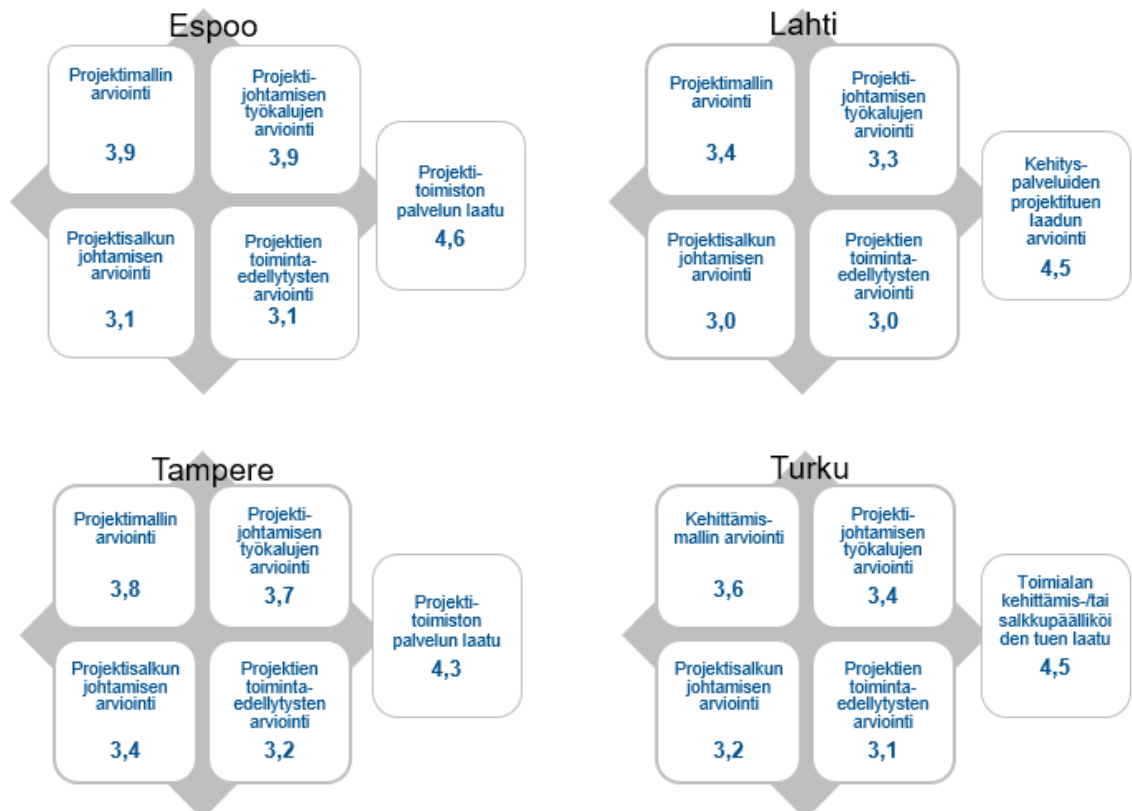 Espoo
Projektimallin
arviointi
3,9
Projekti-
johtamisen
työkalujen
arviointi
3,9
Projektisalkun
johtamisen
arviointi
3,1
Projektien
toiminta-
edellytysten
arviointi
3,1
Projekti-
toimiston
palvelun laatu
4,6
Lahti
Projektimallin
arviointi
3,4
Projekti-
johtamisen
työkalujen
arviointi
3,3
Projektisalkun
johtamisen
arviointi
3,0
Projektien
toiminta-
edellytysten
arviointi
3,0
Kehitys-
palveluiden
projektituen
laadun
arviointi
4,5
Tampere
Projektimallin
arviointi
3,8
Projekti-
johtamisen
työkalujen
arviointi
3,7
Projektisalkun
johtamisen
arviointi
3,4
Projektien
toiminta-
edellytysten
arviointi
3,2
Projekti-
toimiston
palvelun laatu
4,3
Turku
Kehittämis-
mallin arviointi
3,6
Projekti-
johtamisen
työkalujen
arviointi
3,4
Projektisalkun
johtamisen
arviointi
3,2
Projektien
toiminta-
edellytysten
arviointi
3,1
Toimialan
kehittämis-/tai
salkkupäälliköi
den tuen laatu
4,5